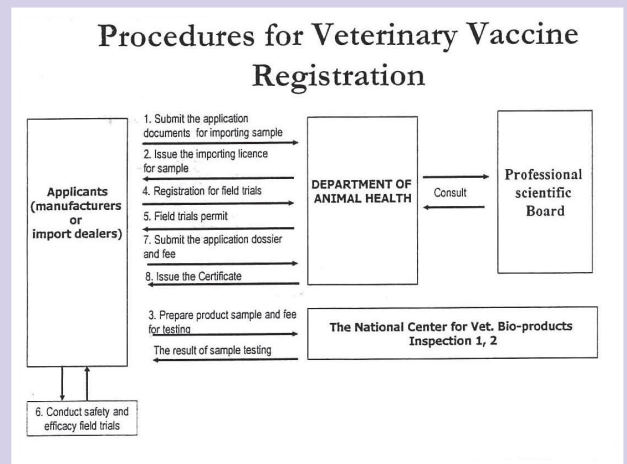 Procedures for Veterinary Vaccine
Registration
Applicants
(manufacturers
or
import dealers)
1. Submit the application
documents for importing sample
2. Issue the importing licence
for sample
4. Registration for field trials
5. Field trials permit
7. Submit the application dossier
and fee
8. Issue the Certificate
DEPARTMENT OF
ANIMAL HEALTH
Consult
Professional
scientific
Board
3. Prepare product sample and fee
for testing
The result of sample testing
The National Center for Vet. Bio-products
Inspection 1, 2
6. Conduct safety and
efficacy field trials